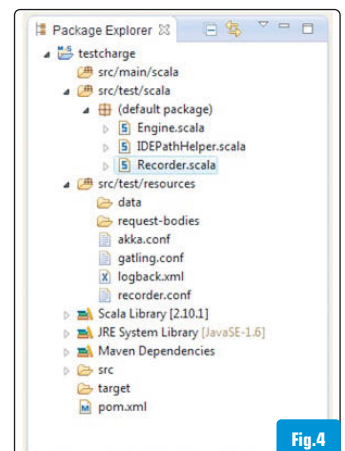 Package Explorer
testcharge
src/main/scala
src/test/scala
(default package)
Engine.scala
IDEPathHelper.scala
Recorder.scala
src/test/resources
data
request-bodies
akka.conf
gatling.conf
logback.xml
recorder.conf
Scala Library [2.10.1]
JRE System Library [JavaSE-1.6]
Maven Dependencies
src
target
pom.xml
Fig.4